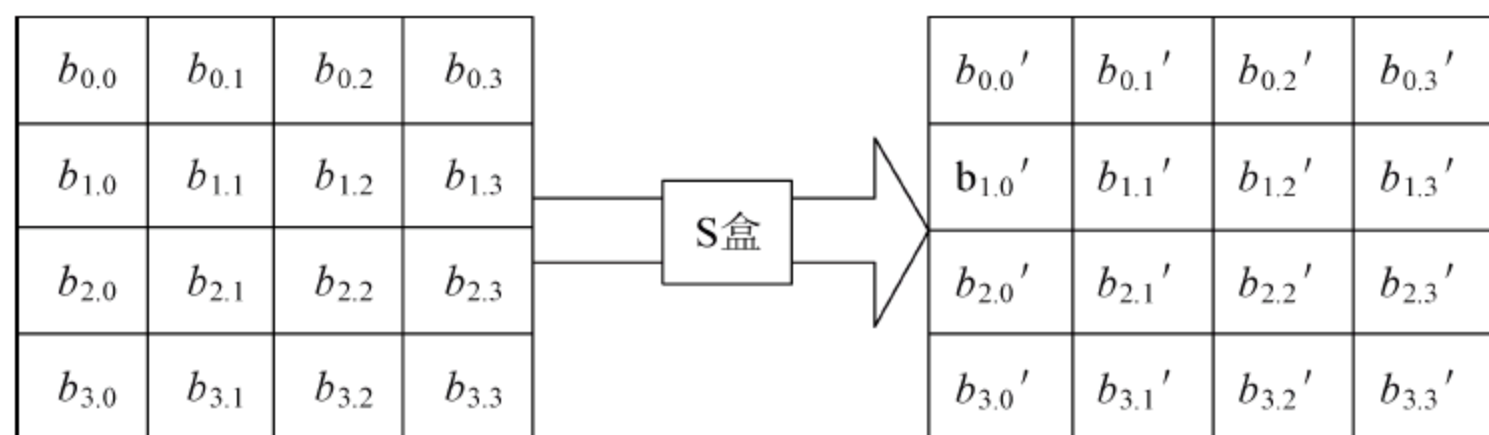 b0.0 b0.1 b0.2 b0.3 b0.0′ b0.1′ b0.2′ b0.3′
b1.0 b1.1 b1.2 b1.3 S盒 b1.0′ b1.1′ b1.2′ b1.3′
b2.0 b2.1 b2.2 b2.3 b2.0′ b2.1′ b2.2′ b2.3′
b3.0 b3.1 b3.2 b3.3 b3.0′ b3.1′ b3.2′ b3.3′